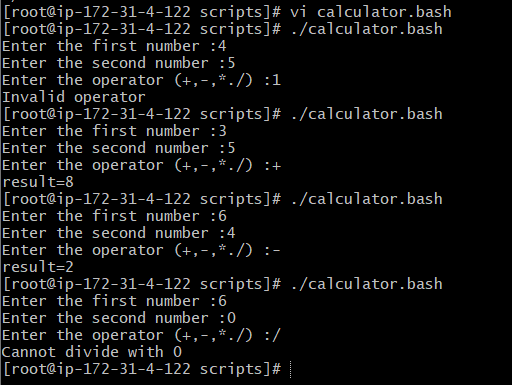 [root@ip-172-31-4-122 scripts]# vi calculator.bash
[root@ip-172-31-4-122 scripts]# ./calculator.bash
Enter the first number :4
Enter the second number :5
Enter the operator (+,-,*./) :1
Invalid operator
[root@ip-172-31-4-122 scripts]# ./calculator.bash
Enter the first number :3
Enter the second number :5
Enter the operator (+,-,*./) :+
result=8
[root@ip-172-31-4-122 scripts]# ./calculator.bash
Enter the first number :6
Enter the second number :4
Enter the operator (+,-,*./) :-
result=2
[root@ip-172-31-4-122 scripts]# ./calculator.bash
Enter the first number :6
Enter the second number :0
Enter the operator (+,-,*./) :/
Cannot divide with 0
[root@ip-172-31-4-122 scripts]#